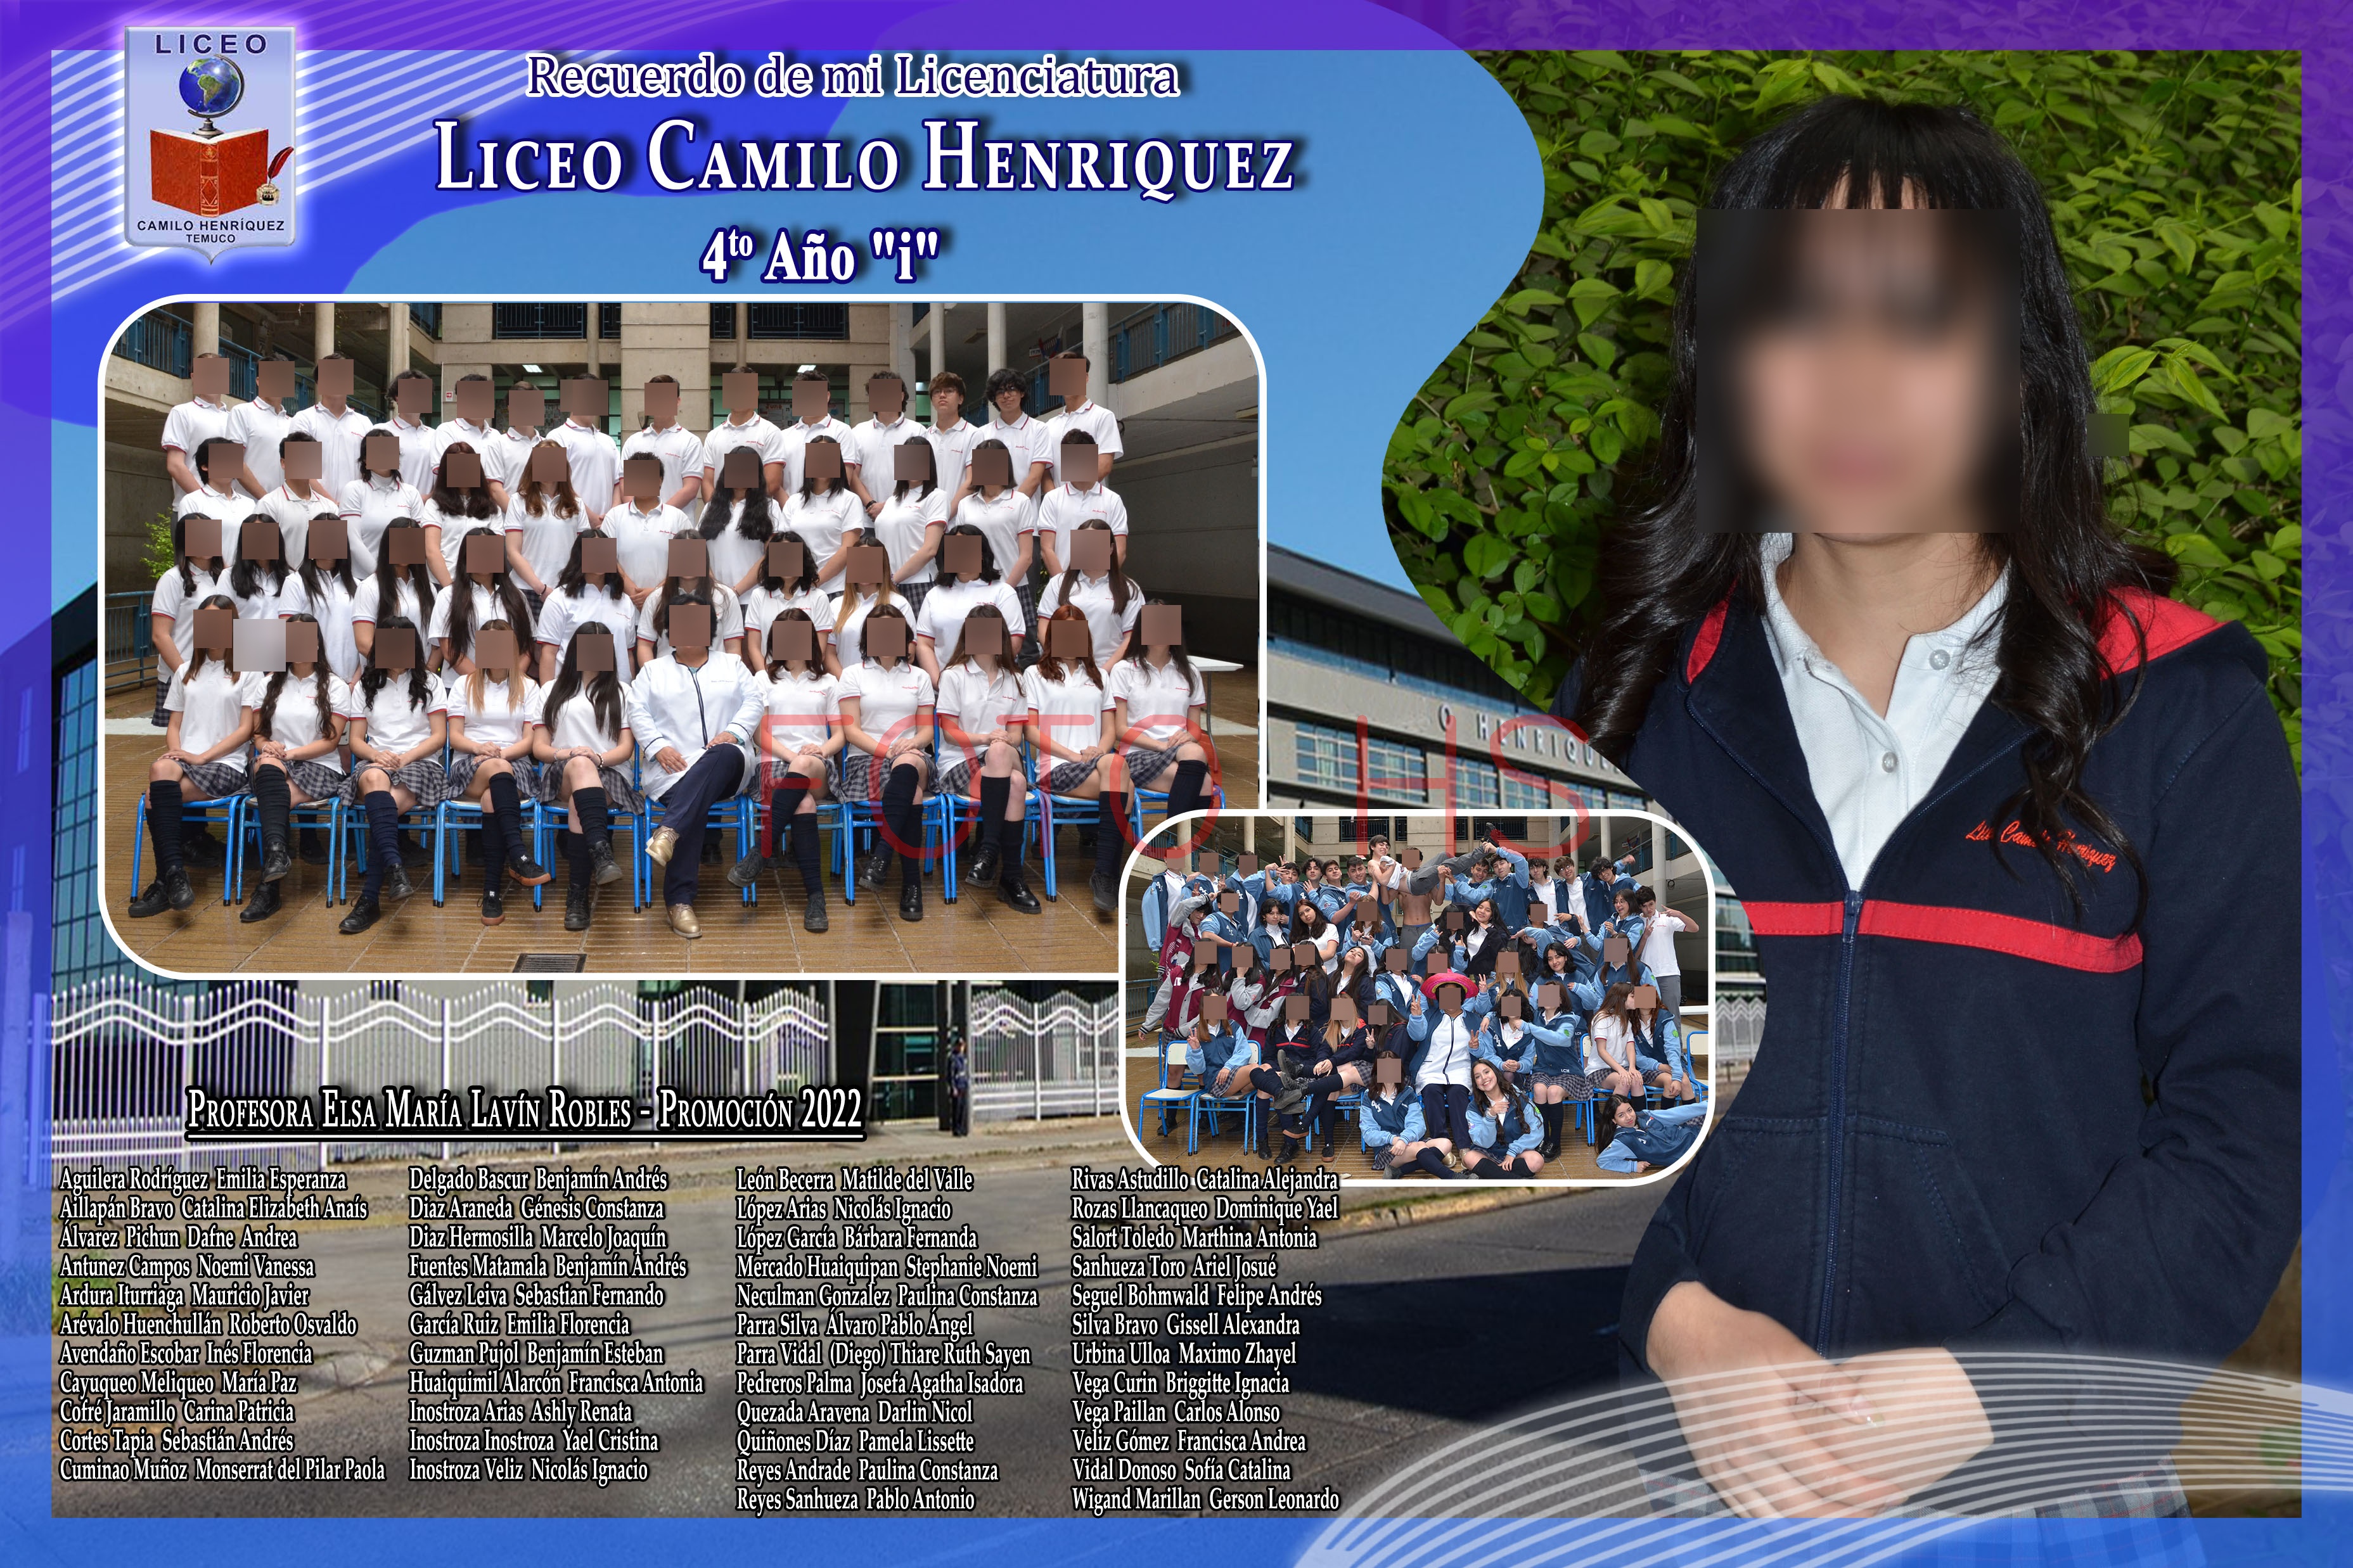 LICEO
CAMILO HENRÍQUEZ
TEMUCO
Recuerdo de mi Licenciatura
LICEO CAMILO HENRIQUEZ
4to Año "i"
O HENRIQU
FOTO HS
PROFESORA ELSA MARÍA LAVÍN ROBLES - PROMOCIÓN 2022
Aguilera Rodríguez Emilia Esperanza
Aillapán Bravo Catalina Elizabeth Anaís
Álvarez Pichun Dafne Andrea
Antunez Campos Noemi Vanessa
Ardura Iturriaga Mauricio Javier
Arévalo Huenchullán Roberto Osvaldo
Avendaño Escobar Inés Florencia
Cayuqueo Meliqueo María Paz
Cofré Jaramillo Carina Patricia
Cortes Tapia Sebastián Andrés
Cuminao Muñoz Monserrat del Pilar Paola
Delgado Bascur Benjamín Andrés
Diaz Araneda Génesis Constanza
Diaz Hermosilla Marcelo Joaquín
Fuentes Matamala Benjamín Andrés
Gálvez Leiva Sebastian Fernando
García Ruiz Emilia Florencia
Guzman Pujol Benjamín Esteban
Huaiquimil Alarcón Francisca Antonia
Inostroza Arias Ashly Renata
Inostroza Inostroza Yael Cristina
Inostroza Veliz Nicolás Ignacio
León Becerra Matilde del Valle
López Arias Nicolás Ignacio
López García Bárbara Fernanda
Mercado Huaiquipan Stephanie Noemi
Neculman Gonzalez Paulina Constanza
Parra Silva Álvaro Pablo Ángel
Parra Vidal (Diego) Thiare Ruth Sayen
Pedreros Palma Josefa Agatha Isadora
Quezada Aravena Darlin Nicol
Quiñones Díaz Pamela Lissette
Reyes Andrade Paulina Constanza
Reyes Sanhueza Pablo Antonio
Rivas Astudillo Catalina Alejandra
Rozas Llancaqueo Dominique Yael
Salort Toledo Marthina Antonia
Sanhueza Toro Ariel Josué
Seguel Bohmwald Felipe Andrés
Silva Bravo Gissell Alexandra
Urbina Ulloa Maximo Zhayel
Vega Curin Briggitte Ignacia
Vega Paillan Carlos Alonso
Veliz Gómez Francisca Andrea
Vidal Donoso Sofía Catalina
Wigand Marillan Gerson Leonardo